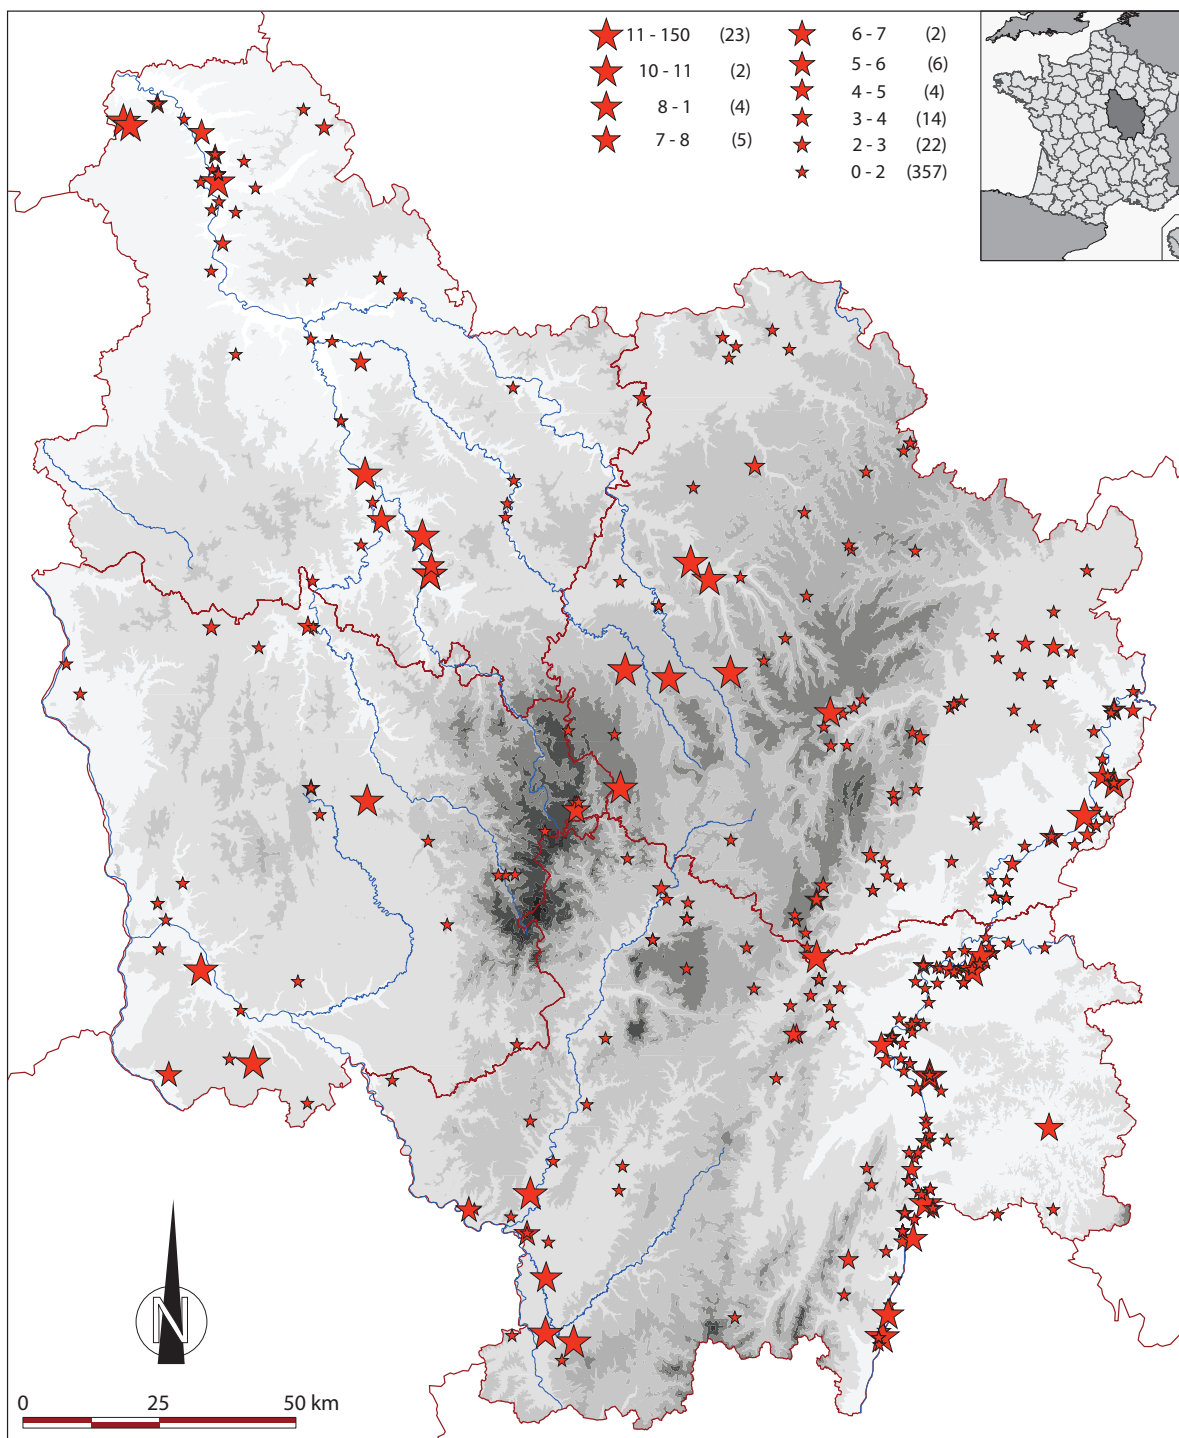 11 - 150 (23)
10 - 11 (2)
8 - 1 (4)
7 - 8 (5)
6 - 7 (2)
5 - 6 (6)
4 - 5 (4)
3 - 4 (14)
2 - 3 (22)
0 - 2 (357)
N
0 25 50 km